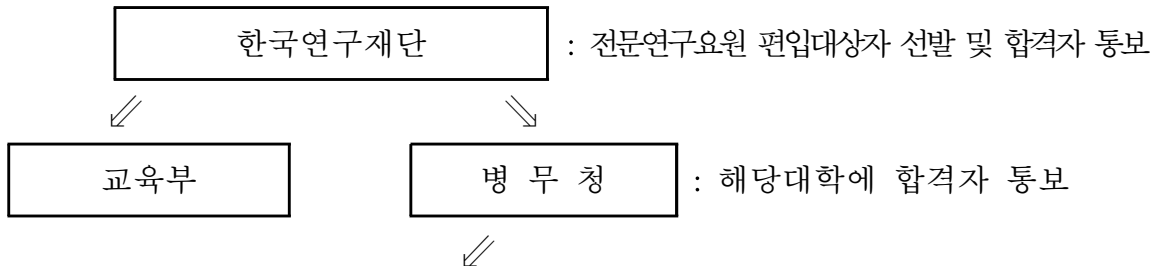 한국연구재단 : 전문연구요원 편입대상자 선발 및 합격자 통보
교육부 병 무 청 : 해당대학에 합격자 통보